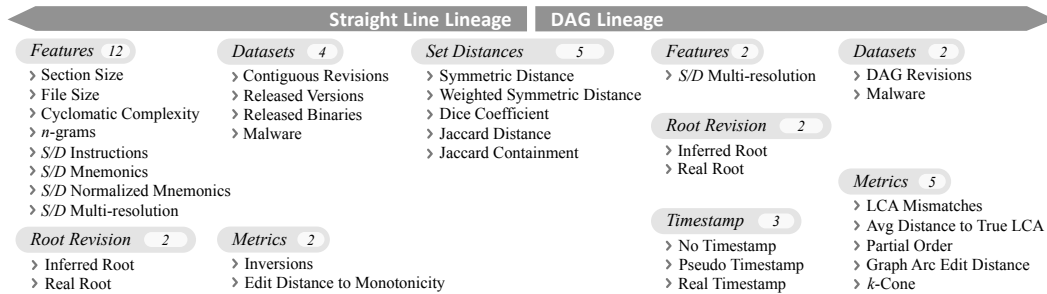 Straight Line Lineage
DAG Lineage
Features 12
› Section Size
› File Size
› Cyclomatic Complexity
› n-grams
› S/D Instructions
› S/D Mnemonics
› S/D Normalized Mnemonics
› S/D Multi-resolution
Root Revision 2
› Inferred Root
› Real Root
Datasets 4
› Contiguous Revisions
› Released Versions
› Released Binaries
› Malware
Metrics 2
› Inversions
› Edit Distance to Monotonicity
Set Distances 5
› Symmetric Distance
› Weighted Symmetric Distance
› Dice Coefficient
› Jaccard Distance
› Jaccard Containment
Features 2
› S/D Multi-resolution
Root Revision 2
› Inferred Root
› Real Root
Timestamp 3
› No Timestamp
› Pseudo Timestamp
› Real Timestamp
Datasets 2
› DAG Revisions
› Malware
Metrics 5
› LCA Mismatches
› Avg Distance to True LCA
› Partial Order
› Graph Arc Edit Distance
› k-Cone